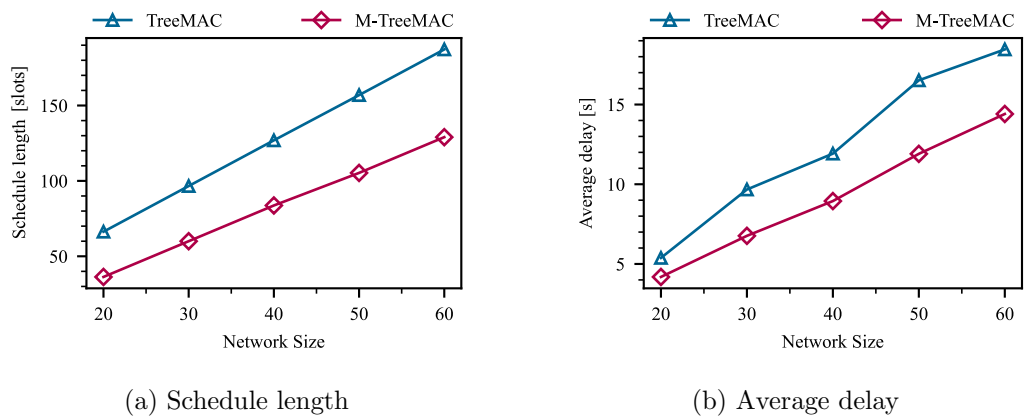 TreeMAC M-TreeMAC
Schedule length [slots]
150
100
50
20 30 40 50 60
Network Size
(a) Schedule length
TreeMAC M-TreeMAC
Average delay [s]
15
10
5
20 30 40 50 60
Network Size
(b) Average delay